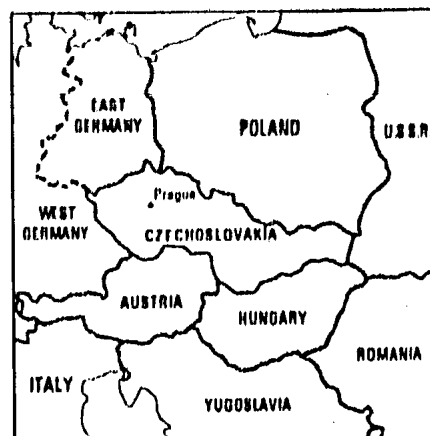 EAST
GERMANY
POLAND
U.S.S.R.
Prague
WEST
GERMANY
CZECHOSLOVAKIA
AUSTRIA
HUNGARY
ROMANIA
ITALY
YUGOSLAVIA